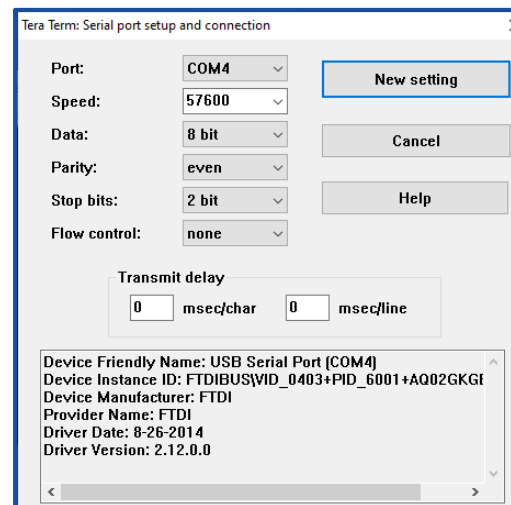 Tera Term: Serial port setup and connection
Port: COM4
New setting
Speed: 57600
Data: 8 bit
Cancel
Parity: even
Stop bits: 2 bit
Help
Flow control: none
Transmit delay
0 msec/char 0 msec/line
Device Friendly Name: USB Serial Port (COM4)
Device Instance ID: FTDIBUS\VID_0403+PID_6001+AQ02GKGE
Device Manufacturer: FTDI
Provider Name: FTDI
Driver Date: 8-26-2014
Driver Version: 2.12.0.0